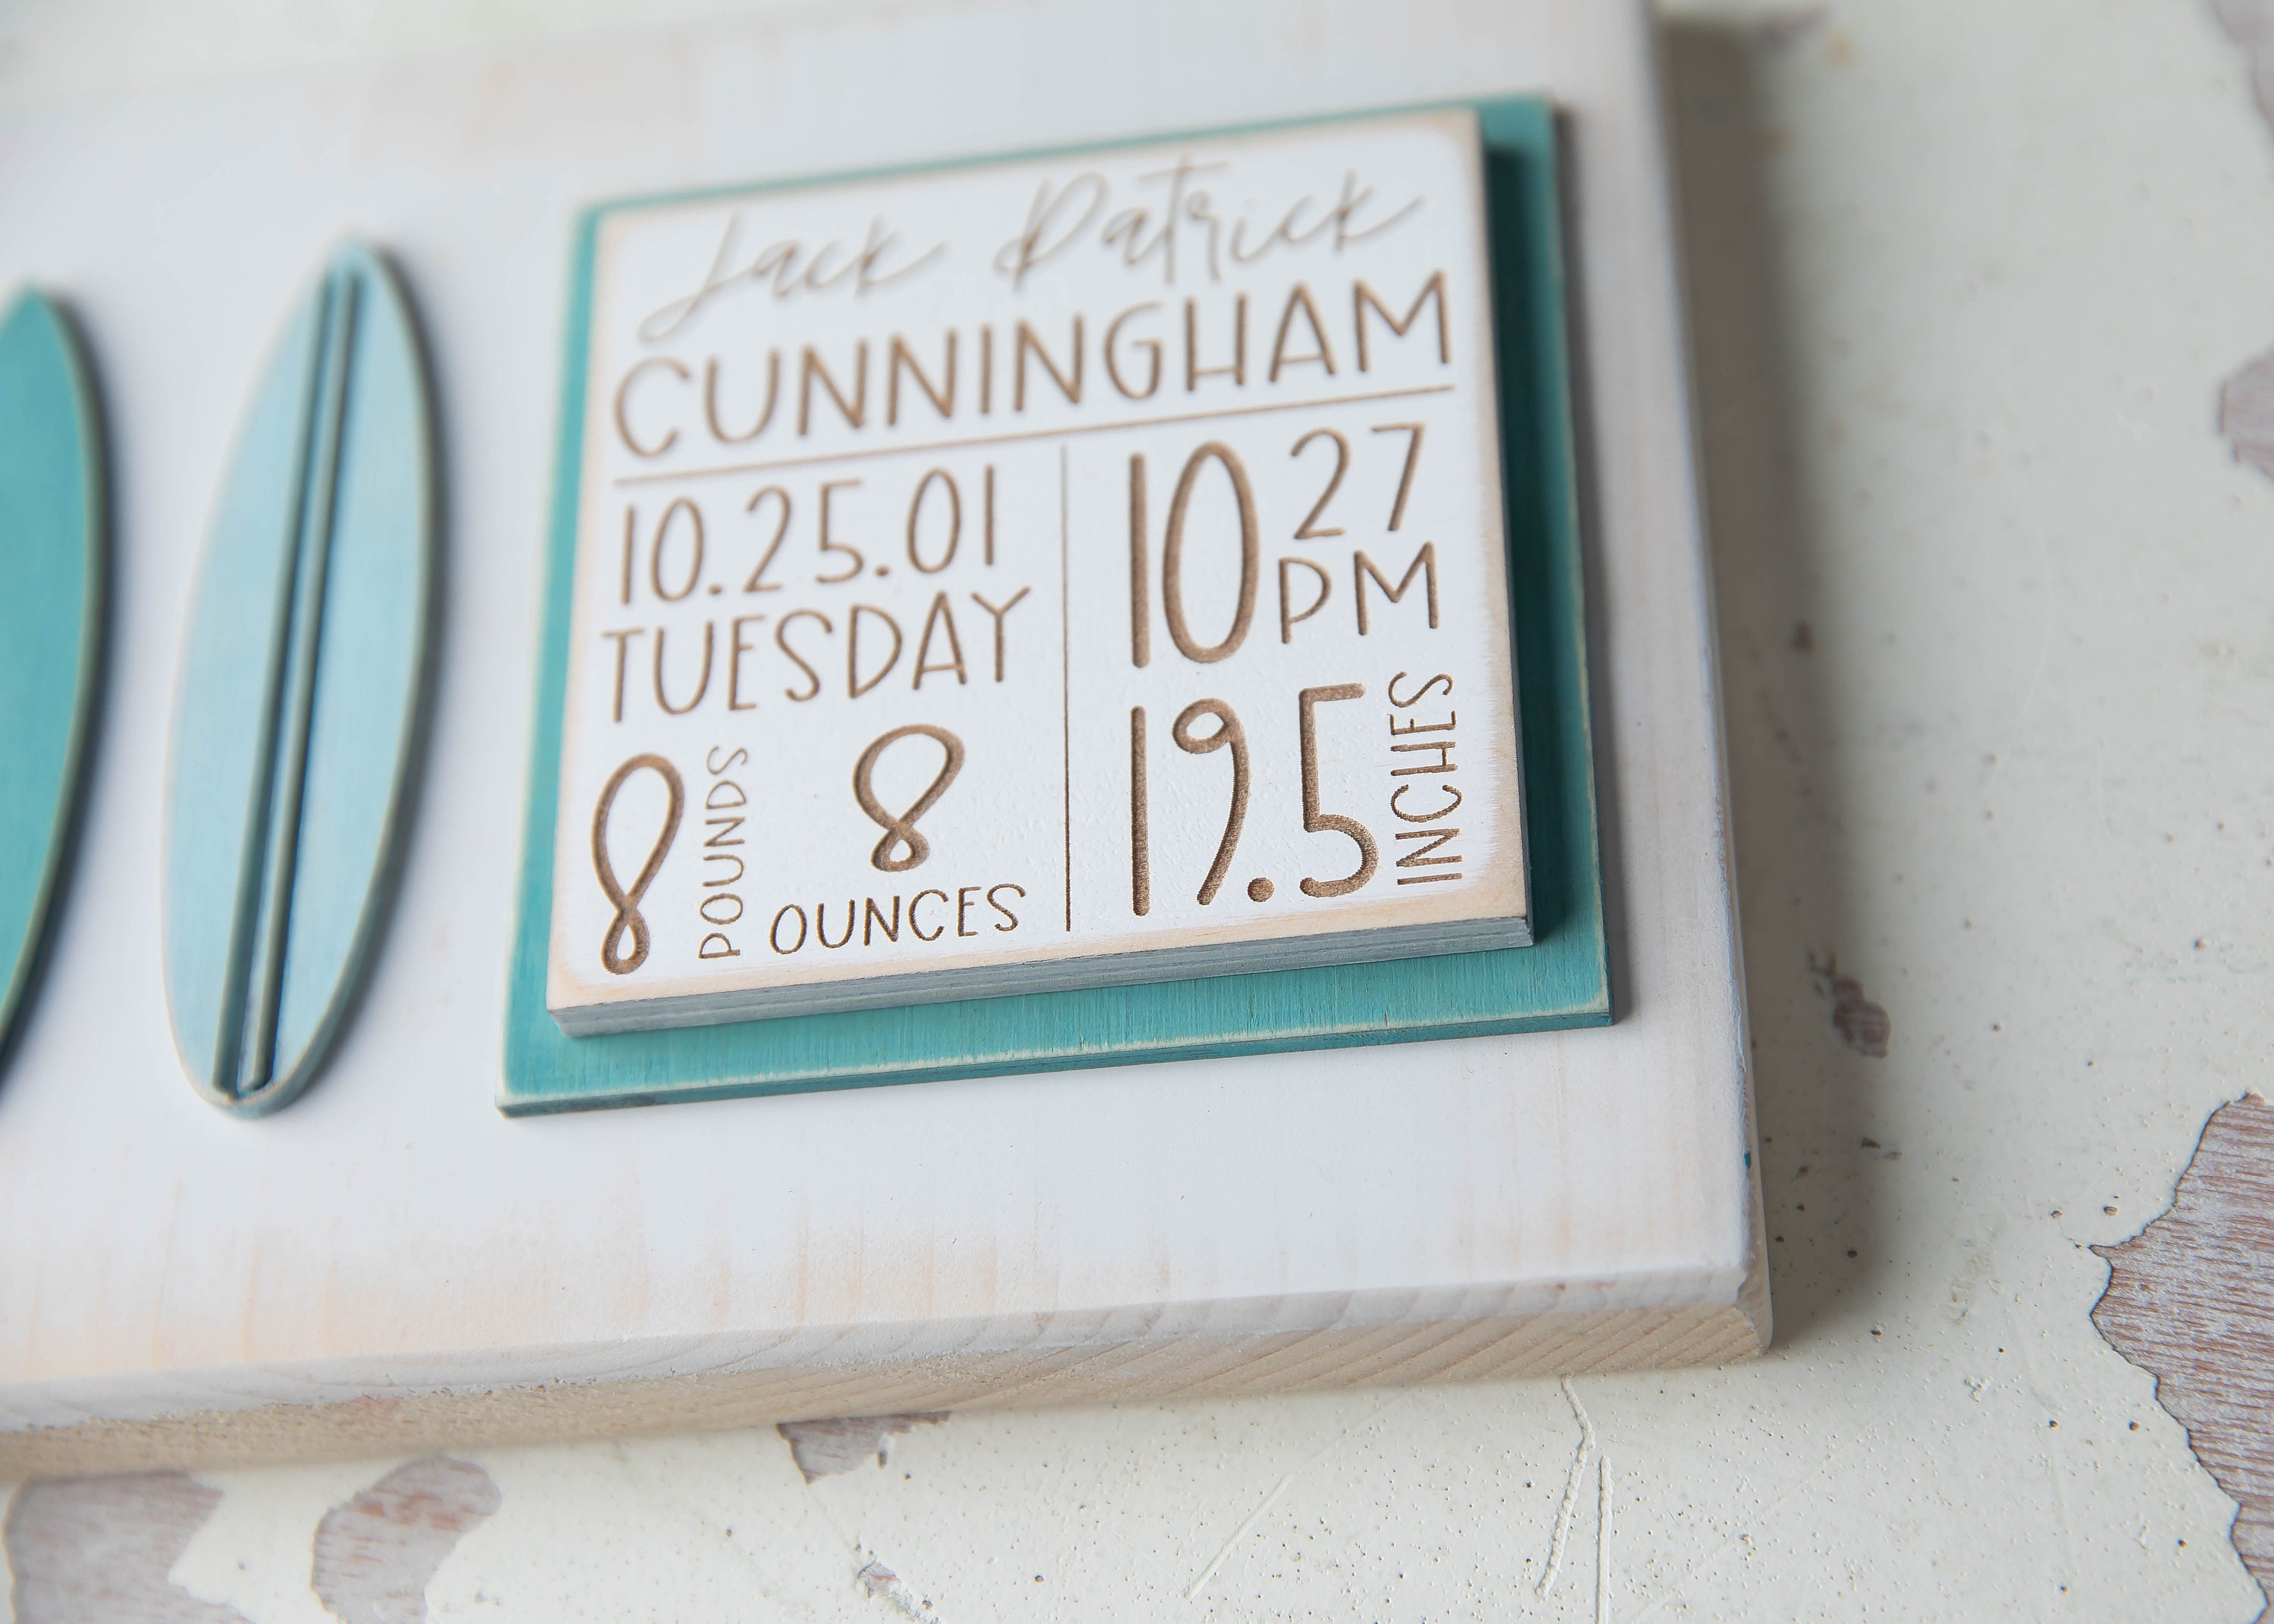 Jack Patrick
CUNNINGHAM
10.25.01
TUESDAY
8 POUNDS 8 OUNCES
10 27 PM
19.5 INCHES